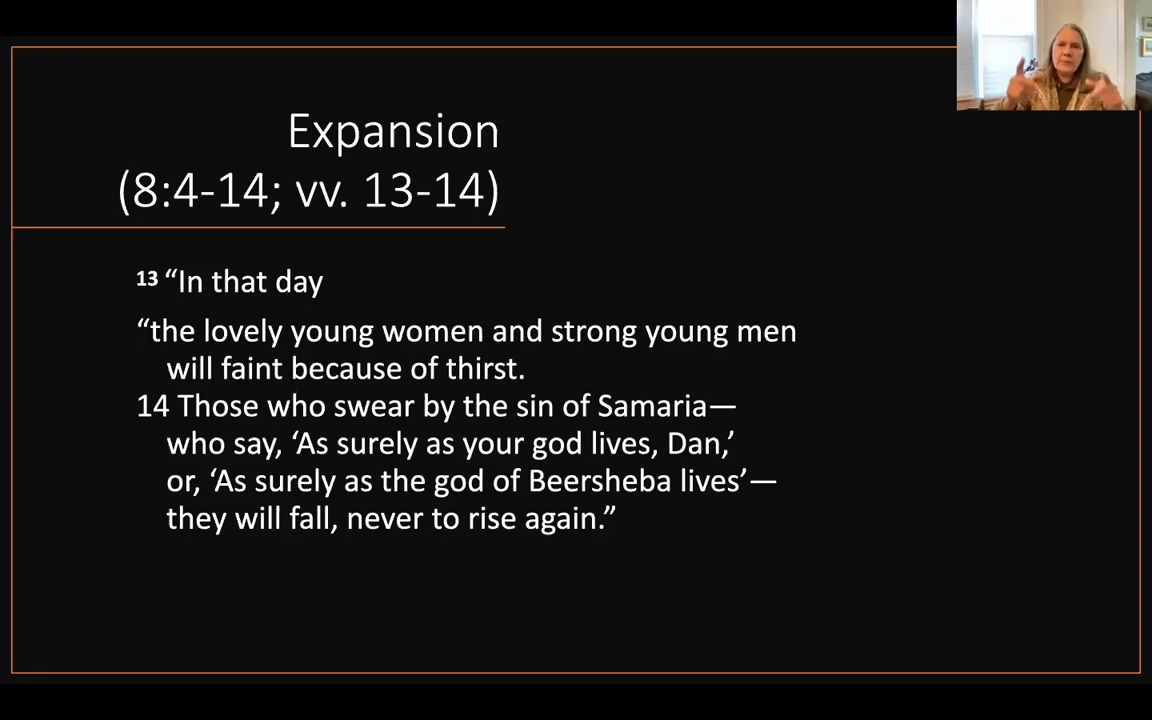 Expansion
(8:4-14; vv. 13-14)
13 “In that day
“the lovely young women and strong young men
will faint because of thirst.
14 Those who swear by the sin of Samaria—
who say, ‘As surely as your god lives, Dan,’
or, ‘As surely as the god of Beersheba lives’—
they will fall, never to rise again.”